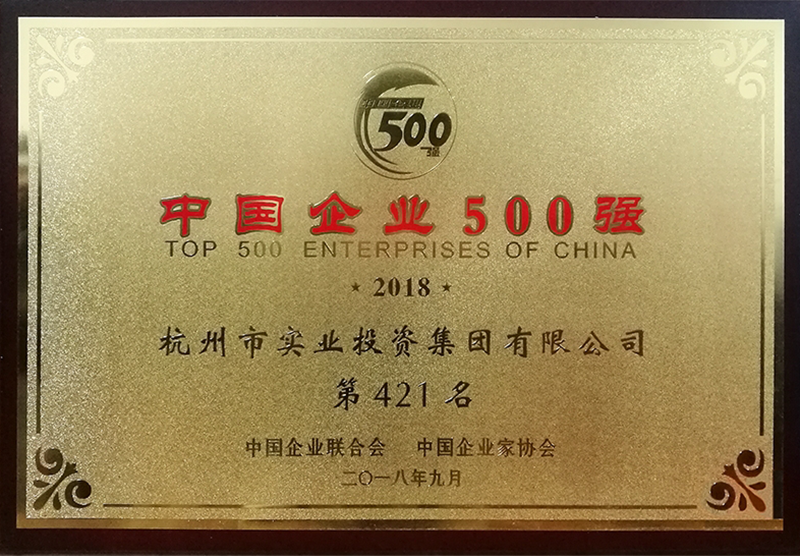 500
强
中国企业500强
TOP 500 ENTERPRISES OF CHINA
★ 2018 ★
杭州市实业投资集团有限公司
第421名
中国企业联合会 中国企业家协会
二〇一八年九月